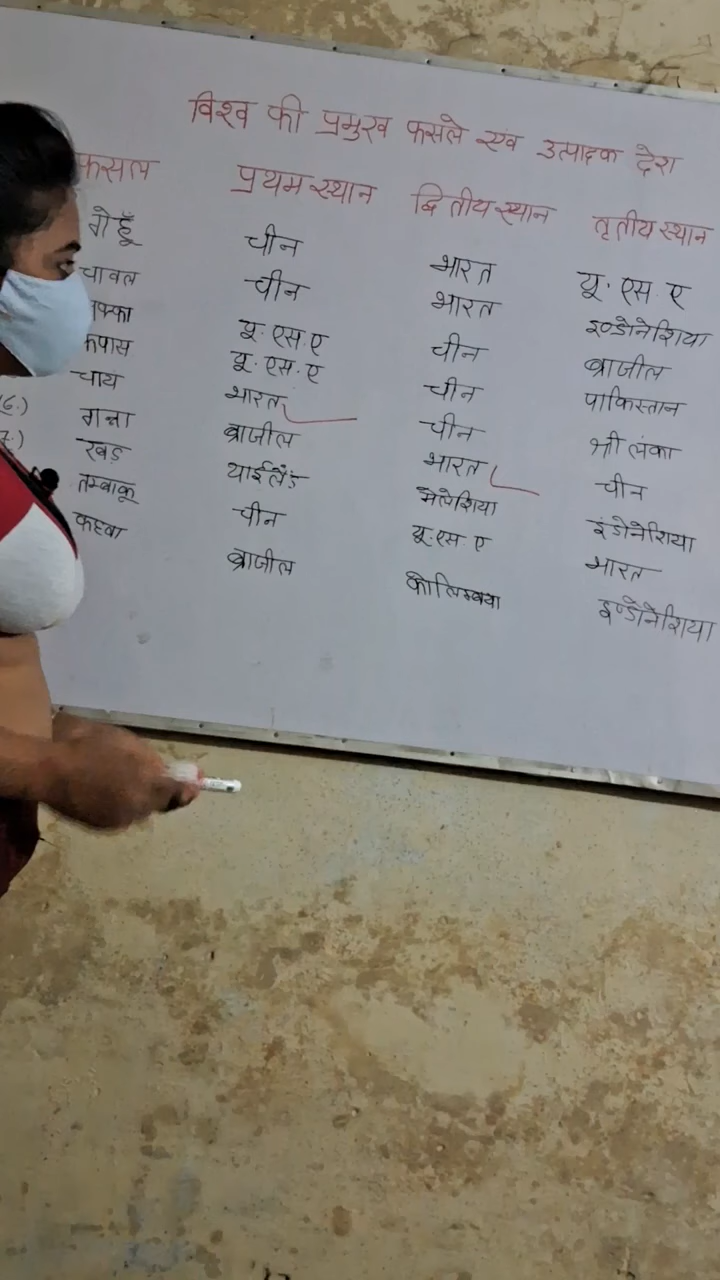 विश्व की प्रमुख फसले एवं उत्पादक देश
फसल प्रथम स्थान द्वितीय स्थान तृतीय स्थान
गेहूँ चीन भारत यू. एस. ए
चावल चीन भारत इण्डोनेशिया
मक्का यू. एस. ए चीन ब्राजील
कपास यू. एस. ए चीन पाकिस्तान
चाय भारत चीन श्री लंका
6.) गन्ना ब्राजील भारत चीन
7.) रबड़ थाईलैंड मलेशिया इंडोनेशिया
तम्बाकू चीन यू.एस. ए भारत
कहवा ब्राजील कोलिम्बया इण्डोनेशिया